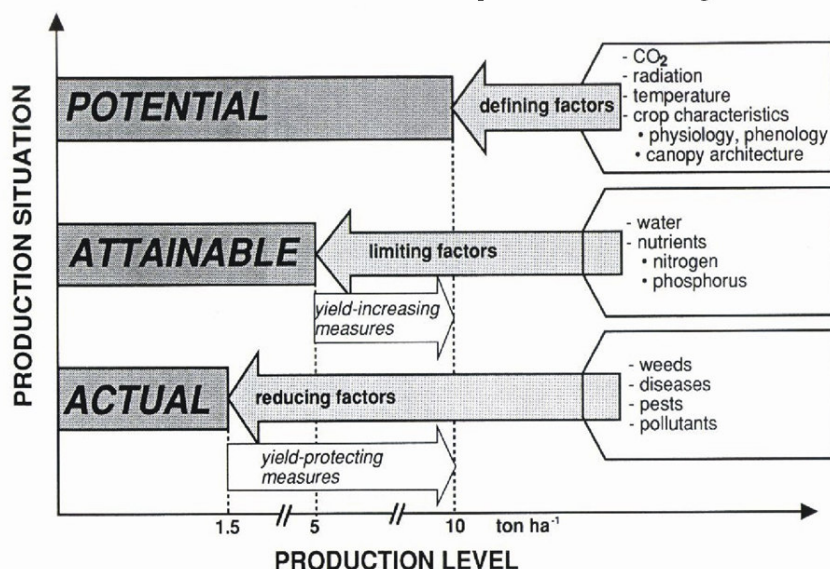 PRODUCTION SITUATION
POTENTIAL
defining factors
- CO2
- radiation
- temperature
- crop characteristics
• physiology, phenology
• canopy architecture
ATTAINABLE
limiting factors
- water
- nutrients
• nitrogen
• phosphorus
yield-increasing
measures
ACTUAL
reducing factors
- weeds
- diseases
- pests
- pollutants
yield-protecting
measures
1.5 // 5 // 10 ton ha-1
PRODUCTION LEVEL